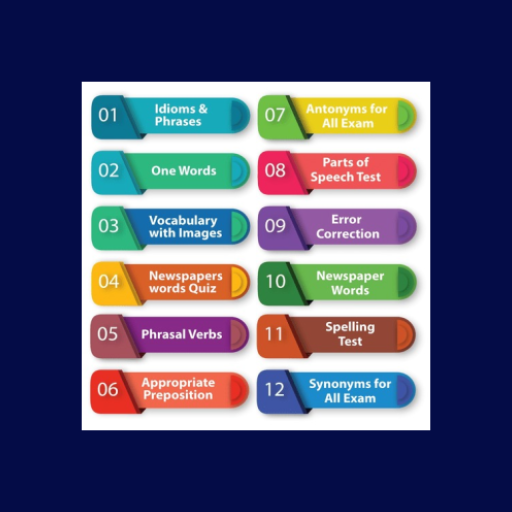 01
Idioms &
Phrases
02
One Words
03
Vocabulary
with Images
04
Newspapers
words Quiz
05
Phrasal Verbs
06
Appropriate
Preposition
07
Antonyms for
All Exam
08
Parts of
Speech Test
09
Error
Correction
10
Newspaper
Words
11
Spelling
Test
12
Synonyms for
All Exam